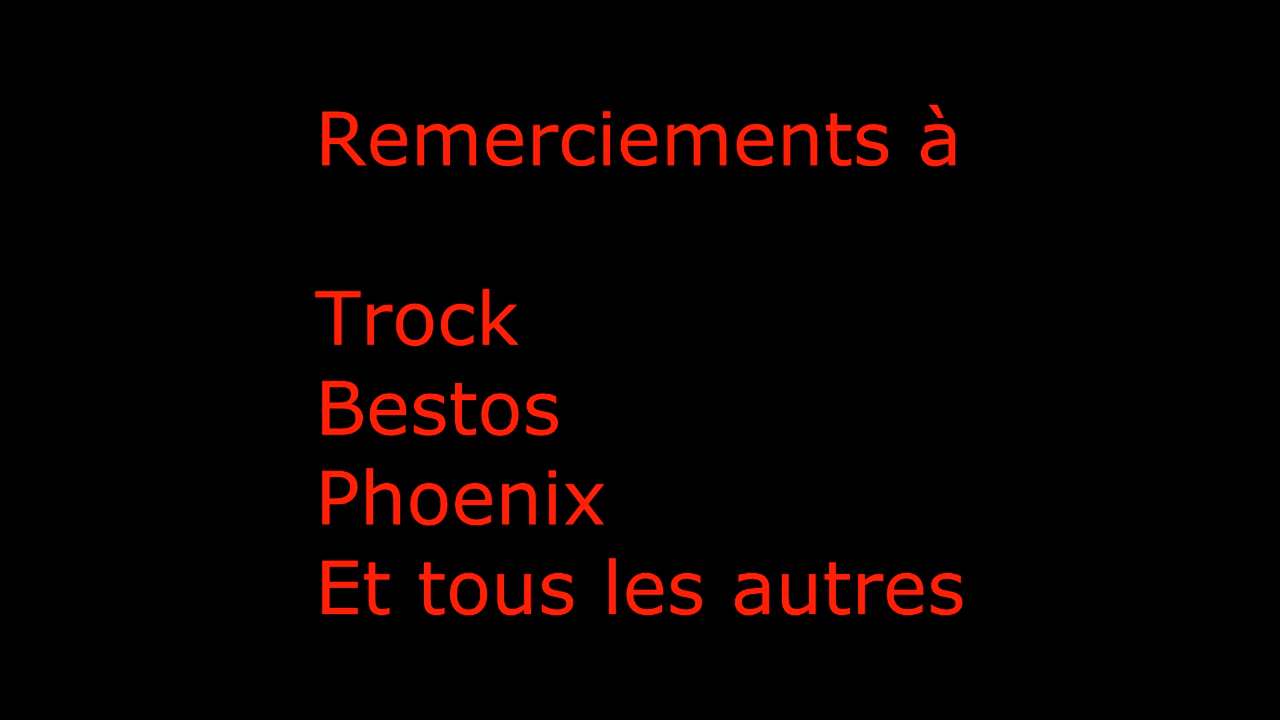 Remerciements à
Trock
Bestos
Phoenix
Et tous les autres